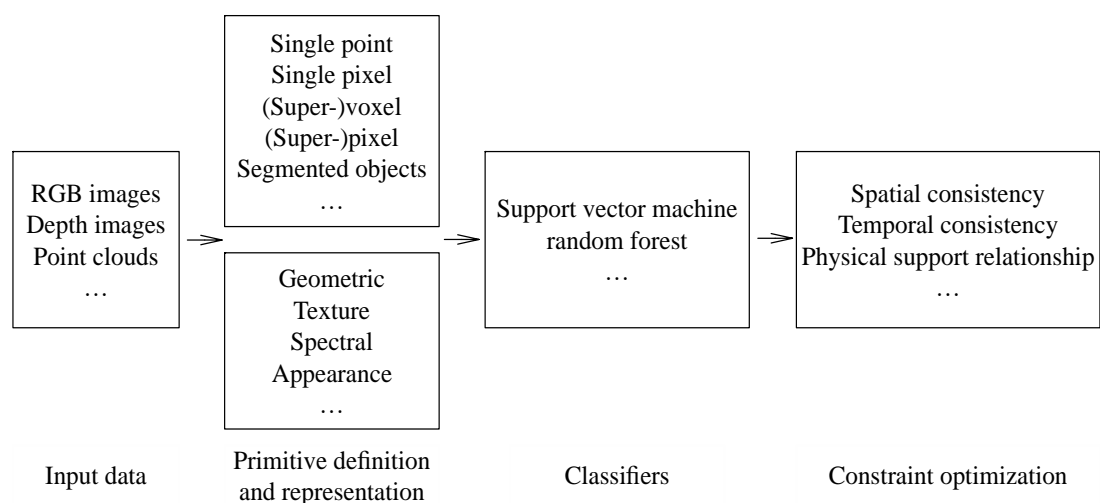 Single point
Single pixel
(Super-)voxel
(Super-)pixel
Segmented objects
…
RGB images
Depth images
Point clouds
…
Geometric
Texture
Spectral
Appearance
…
Support vector machine
random forest
…
Spatial consistency
Temporal consistency
Physical support relationship
…
Input data
Primitive definition
and representation
Classifiers
Constraint optimization